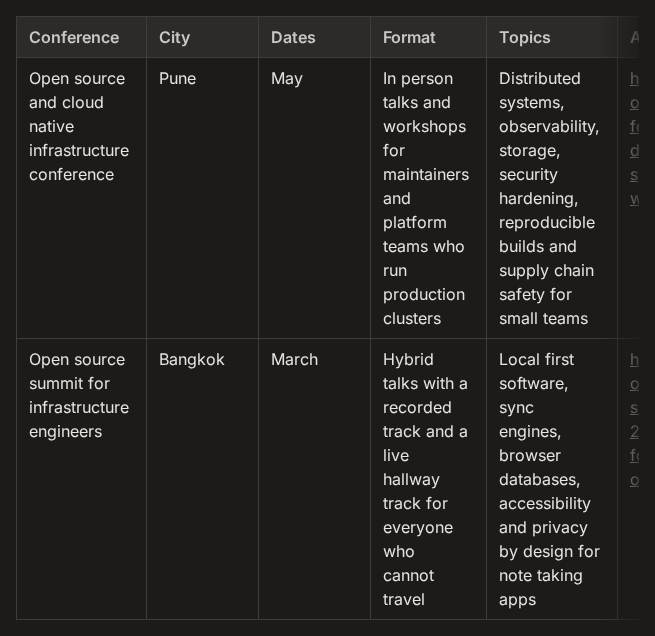 Conference City Dates Format Topics
Open source
and cloud
native
infrastructure
conference
Pune
May
In person
talks and
workshops
for
maintainers
and
platform
teams who
run
production
clusters
Distributed
systems,
observability,
storage,
security
hardening,
reproducible
builds and
supply chain
safety for
small teams
Open source
summit for
infrastructure
engineers
Bangkok
March
Hybrid
talks with a
recorded
track and a
live
hallway
track for
everyone
who
cannot
travel
Local first
software,
sync
engines,
browser
databases,
accessibility
and privacy
by design for
note taking
apps